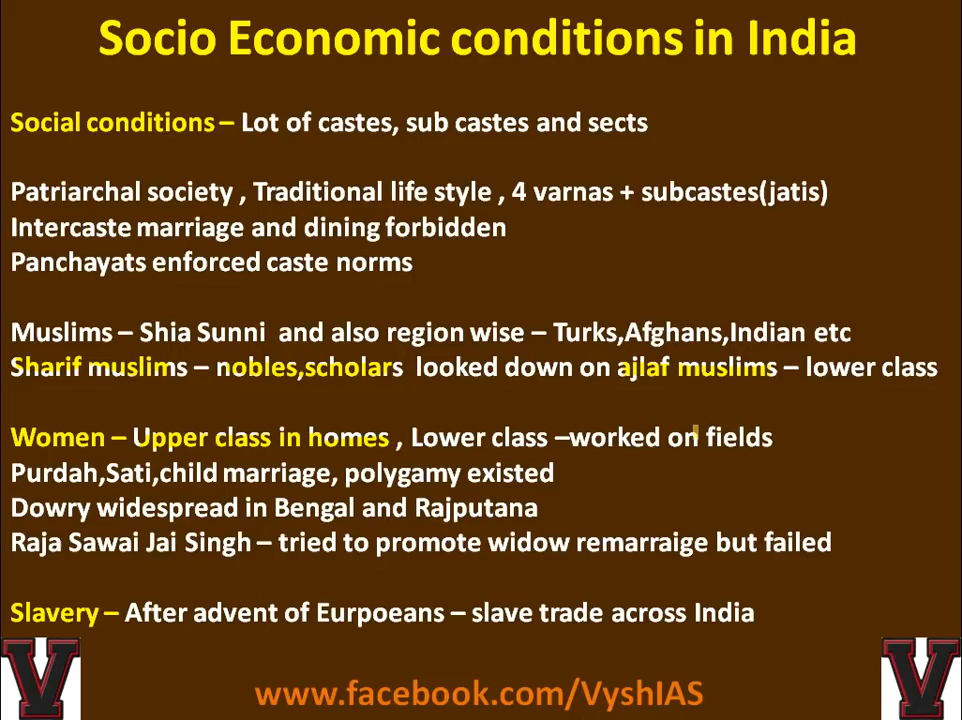 Socio Economic conditions in India
Social conditions – Lot of castes, sub castes and sects
Patriarchal society , Traditional life style , 4 varnas + subcastes(jatis)
Intercaste marriage and dining forbidden
Panchayats enforced caste norms
Muslims – Shia Sunni and also region wise – Turks,Afghans,Indian etc
Sharif muslims – nobles,scholars looked down on ajlaf muslims – lower class
Women – Upper class in homes , Lower class –worked on fields
Purdah,Sati,child marriage, polygamy existed
Dowry widespread in Bengal and Rajputana
Raja Sawai Jai Singh – tried to promote widow remarraige but failed
Slavery – After advent of Eurpoeans – slave trade across India
V www.facebook.com/VyshIAS V